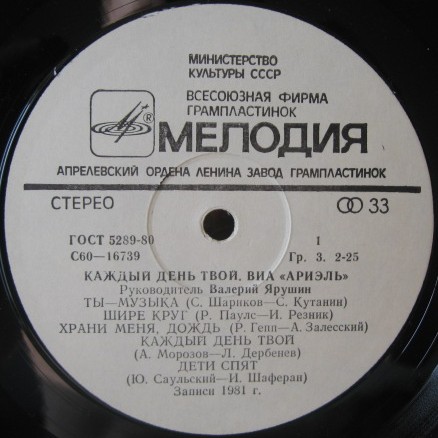 МИНИСТЕРСТВО
КУЛЬТУРЫ СССР
ВСЕСОЮЗНАЯ ФИРМА
ГРАМПЛАСТИНОК
® МЕЛОДИЯ
АПРЕЛЕВСКИЙ ОРДЕНА ЛЕНИНА ЗАВОД ГРАМПЛАСТИНОК
СТЕРЕО 33
ГОСТ 5289-80 1
С60—16739 Гр. 3. 2-25
КАЖДЫЙ ДЕНЬ ТВОЙ. ВИА «АРИЭЛЬ»
Руководитель Валерий Ярушин
ТЫ—МУЗЫКА (С. Шариков—С. Кутанин)
ШИРЕ КРУГ (Р. Паулс—И. Резник)
ХРАНИ МЕНЯ, ДОЖДЬ (Р. Гепп—А. Залесский)
КАЖДЫЙ ДЕНЬ ТВОЙ
(А. Морозов—Л. Дербенев)
ДЕТИ СПЯТ
(Ю. Саульский—И. Шаферан)
Записи 1981 г.